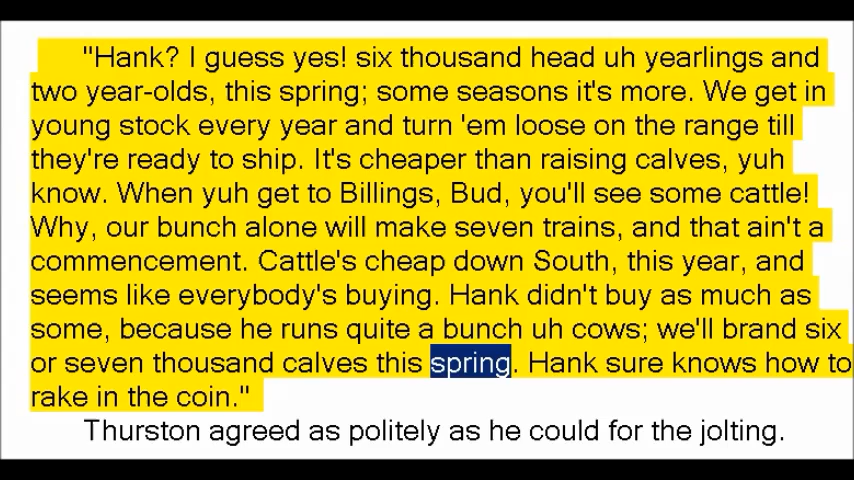 "Hank? I guess yes! six thousand head uh yearlings and
two year-olds, this spring; some seasons it's more. We get in
young stock every year and turn 'em loose on the range till
they're ready to ship. It's cheaper than raising calves, yuh
know. When yuh get to Billings, Bud, you'll see some cattle!
Why, our bunch alone will make seven trains, and that ain't a
commencement. Cattle's cheap down South, this year, and
seems like everybody's buying. Hank didn't buy as much as
some, because he runs quite a bunch uh cows; we'll brand six
or seven thousand calves this spring. Hank sure knows how to
rake in the coin."
Thurston agreed as politely as he could for the jolting.